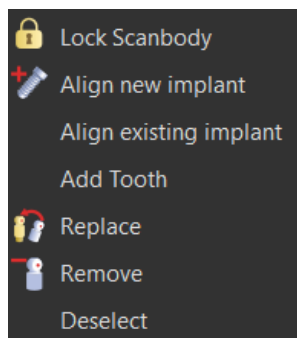 Lock Scanbody
Align new implant
Align existing implant
Add Tooth
Replace
Remove
Deselect